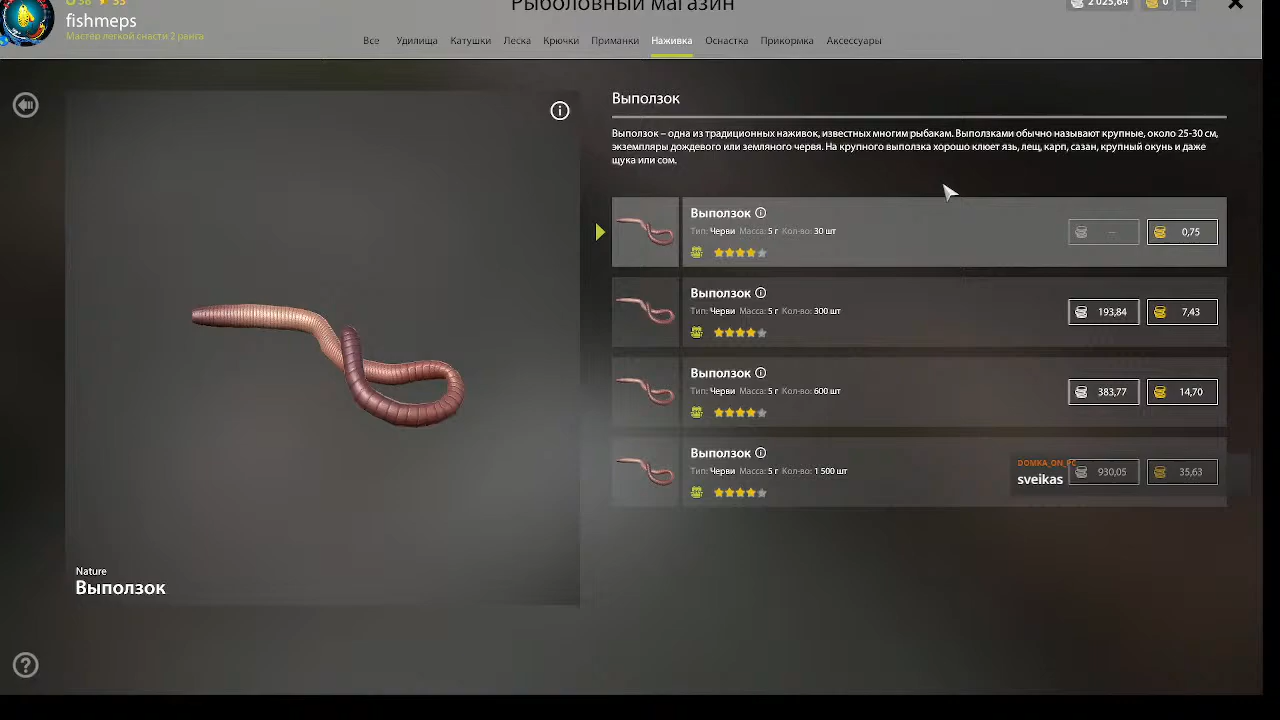 Рыболовный магазин
36 33
2 025,64 0 +
fishmeps
Мастер легкой снасти 2 ранга
Все Удилища Катушки Леска Крючки Приманки Наживка Оснастка Прикормка Аксессуары
Выползок
Выползок – одна из традиционных наживок, известных многим рыбакам. Выползками обычно называют крупные, около 25-30 см,
экземпляры дождевого или земляного червя. На крупного выползка хорошо клюет язь, лещ, карп, сазан, крупный окунь и даже
щука или сом.
Выползок
Тип: Черви Масса: 5 г Кол-во: 30 шт
– 0,75
Выползок
Тип: Черви Масса: 5 г Кол-во: 300 шт
193,84 7,43
Выползок
Тип: Черви Масса: 5 г Кол-во: 600 шт
383,77 14,70
Выползок
Тип: Черви Масса: 5 г Кол-во: 1 500 шт
930,05 35,63
DOMKA_ON_PC
sveikas
Nature
Выползок